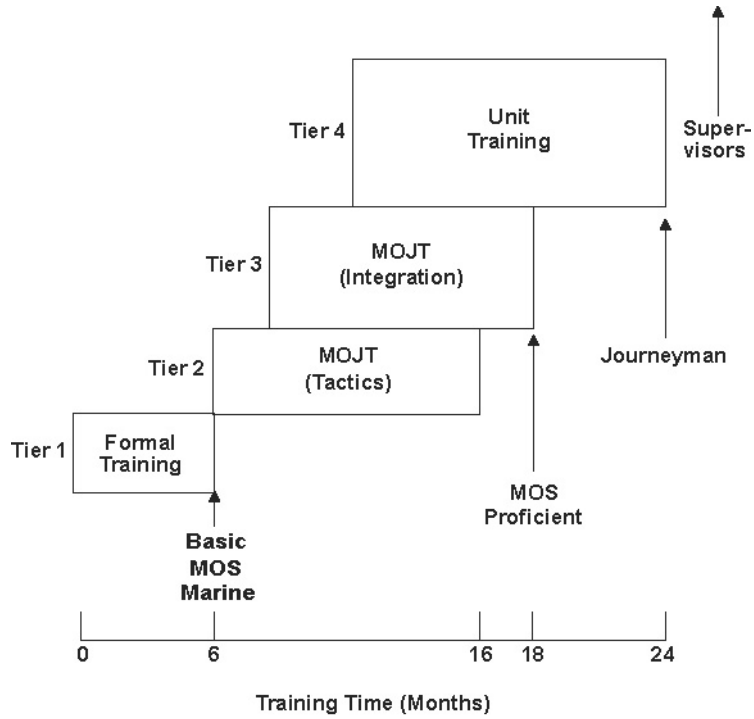 Unit
Training
Tier 4
Super-
visors
MOJT
(Integration)
Tier 3
Journeyman
MOJT
(Tactics)
Tier 2
Formal
Training
Tier 1
MOS
Proficient
Basic
MOS
Marine
0 6 16 18 24
Training Time (Months)